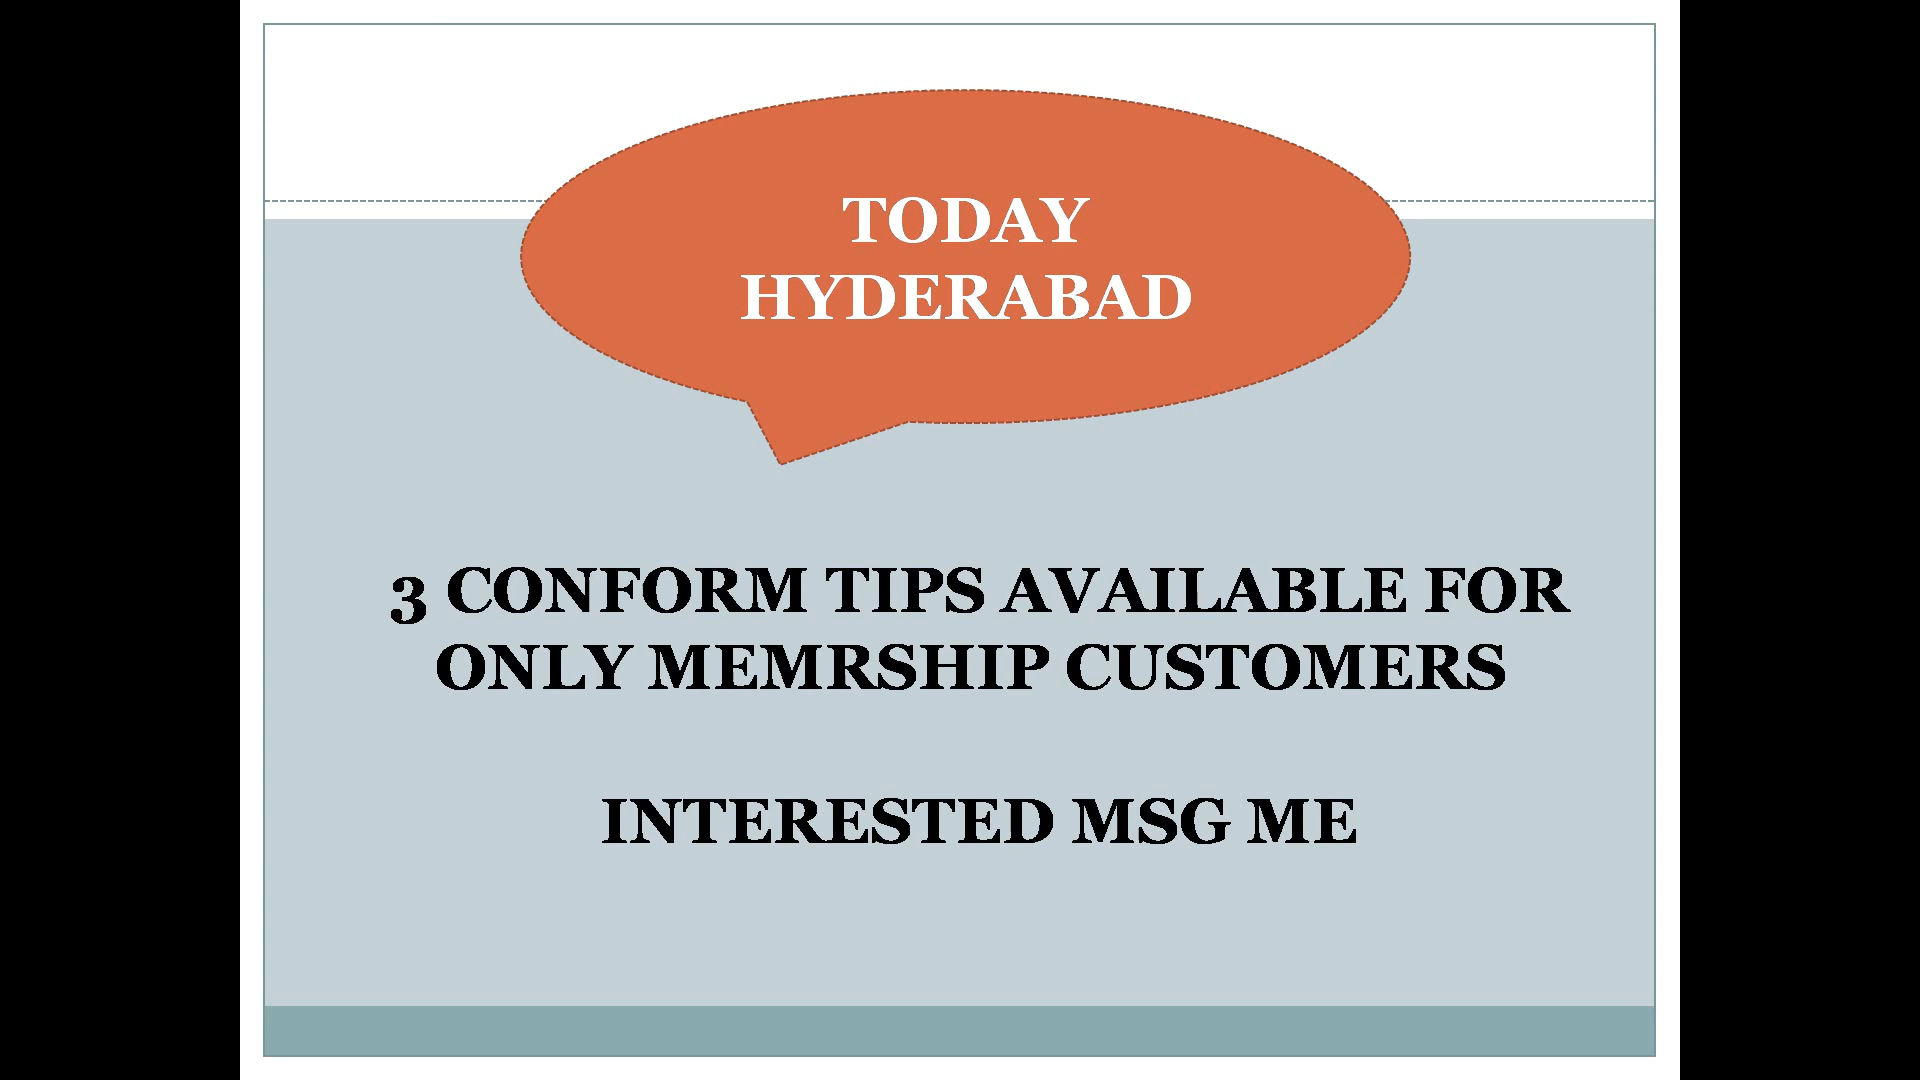 TODAY
HYDERABAD
3 CONFORM TIPS AVAILABLE FOR
ONLY MEMRSHIP CUSTOMERS
INTERESTED MSG ME